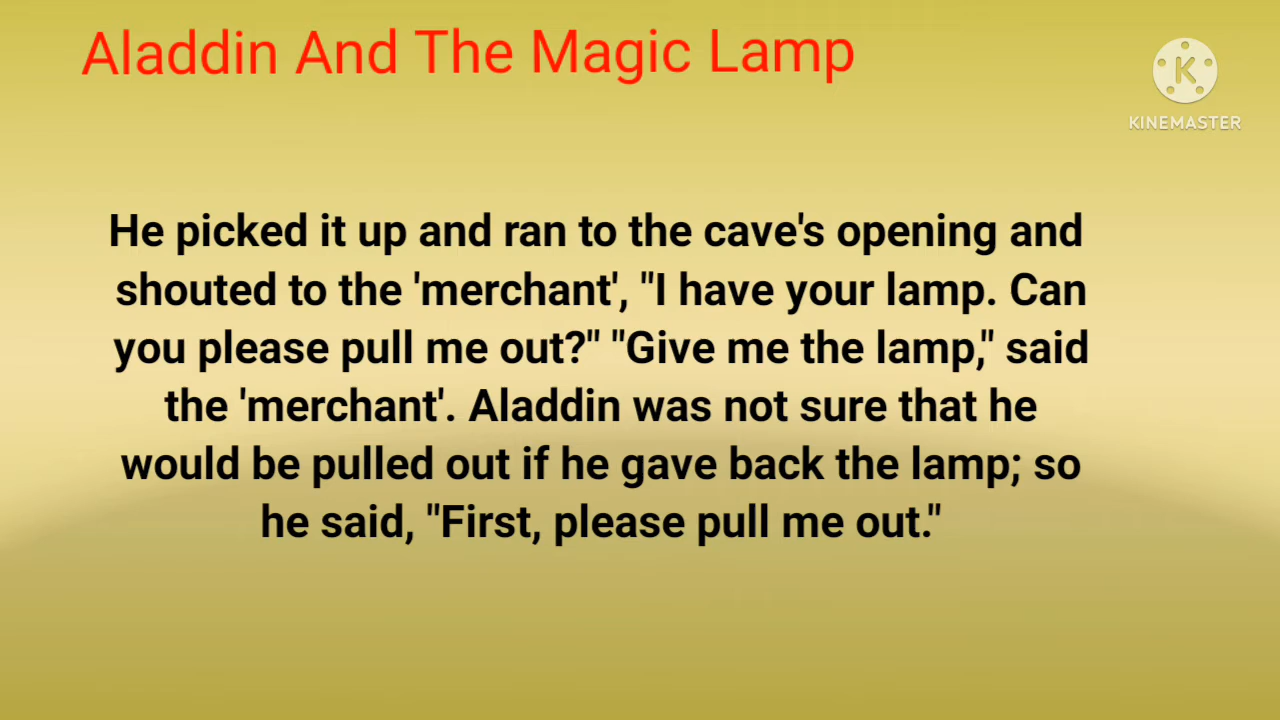 Aladdin And The Magic Lamp
KINEMASTER
He picked it up and ran to the cave's opening and
shouted to the 'merchant', "I have your lamp. Can
you please pull me out?" "Give me the lamp," said
the 'merchant'. Aladdin was not sure that he
would be pulled out if he gave back the lamp; so
he said, "First, please pull me out."